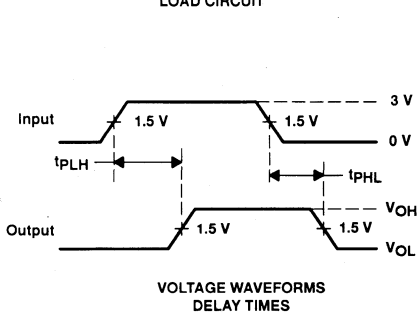 LOAD CIRCUIT
3 V
Input
1.5 V
1.5 V
0 V
tPLH
tPHL
VOH
Output
1.5 V
1.5 V
VOL
VOLTAGE WAVEFORMS
DELAY TIMES